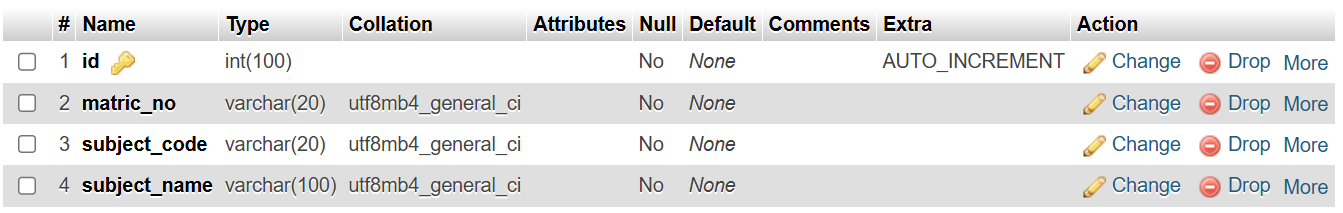 # Name Type Collation Attributes Null Default Comments Extra Action
1 id int(100) No None AUTO_INCREMENT Change Drop More
2 matric_no varchar(20) utf8mb4_general_ci No None Change Drop More
3 subject_code varchar(20) utf8mb4_general_ci No None Change Drop More
4 subject_name varchar(100) utf8mb4_general_ci No None Change Drop More